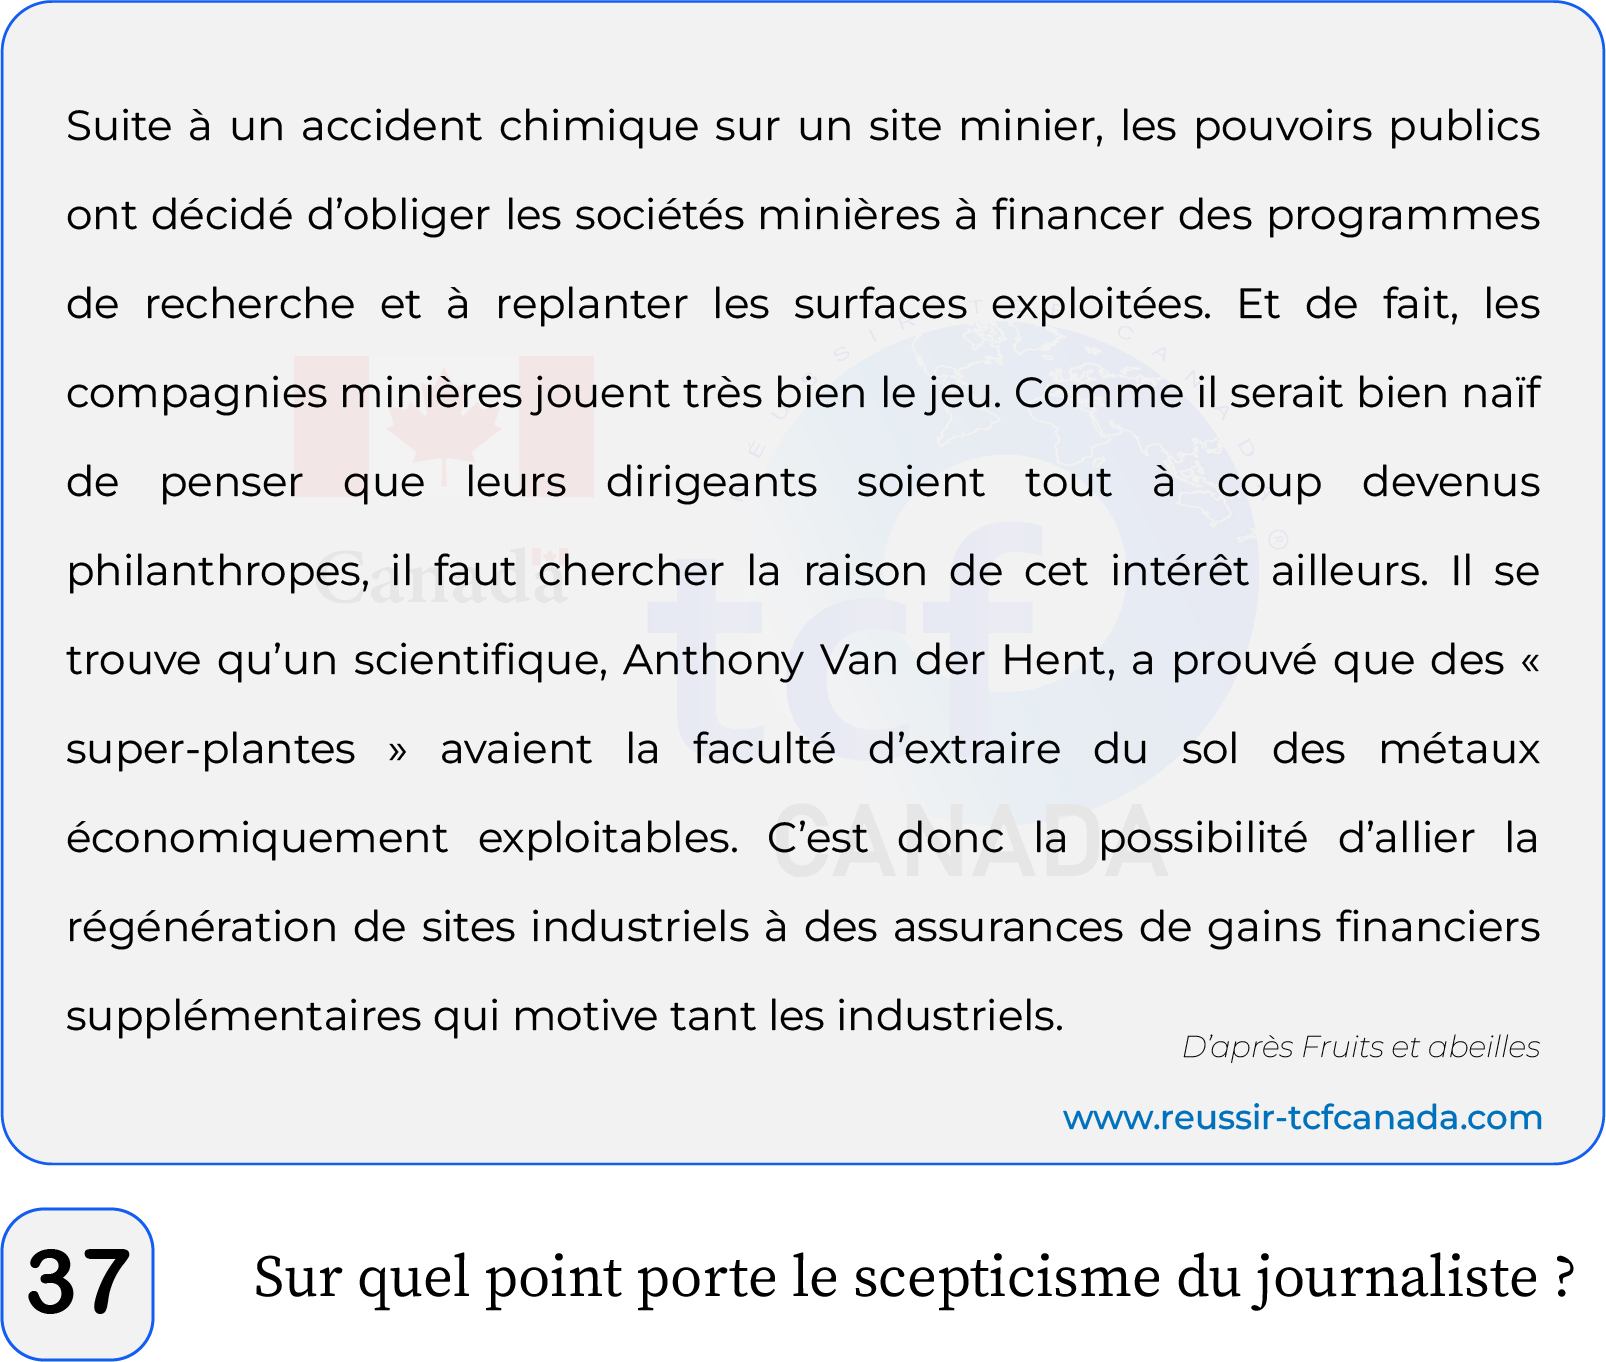 Suite à un accident chimique sur un site minier, les pouvoirs publics
ont décidé d’obliger les sociétés minières à financer des programmes
de recherche et à replanter les surfaces exploitées. Et de fait, les
compagnies minières jouent très bien le jeu. Comme il serait bien naïf
de penser que leurs dirigeants soient tout à coup devenus
philanthropes, il faut chercher la raison de cet intérêt ailleurs. Il se
trouve qu’un scientifique, Anthony Van der Hent, a prouvé que des «
super-plantes » avaient la faculté d’extraire du sol des métaux
économiquement exploitables. C’est donc la possibilité d’allier la
régénération de sites industriels à des assurances de gains financiers
supplémentaires qui motive tant les industriels.
D’après Fruits et abeilles
www.reussir-tcfcanada.com
RÉUSSIR TCF CANADA ®
Canada
tcf
CANADA
37
Sur quel point porte le scepticisme du journaliste ?